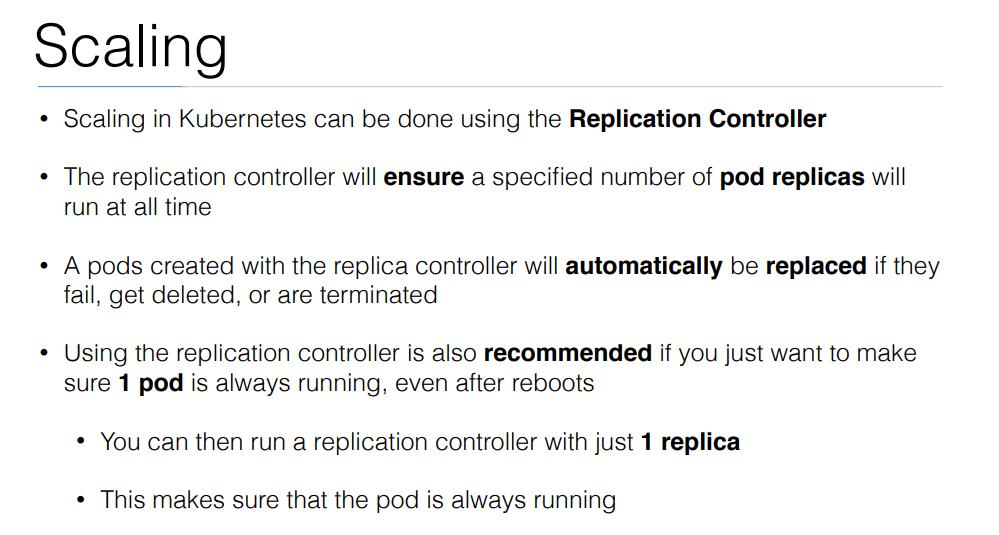 Scaling
• Scaling in Kubernetes can be done using the Replication Controller
• The replication controller will ensure a specified number of pod replicas will
run at all time
• A pods created with the replica controller will automatically be replaced if they
fail, get deleted, or are terminated
• Using the replication controller is also recommended if you just want to make
sure 1 pod is always running, even after reboots
• You can then run a replication controller with just 1 replica
• This makes sure that the pod is always running